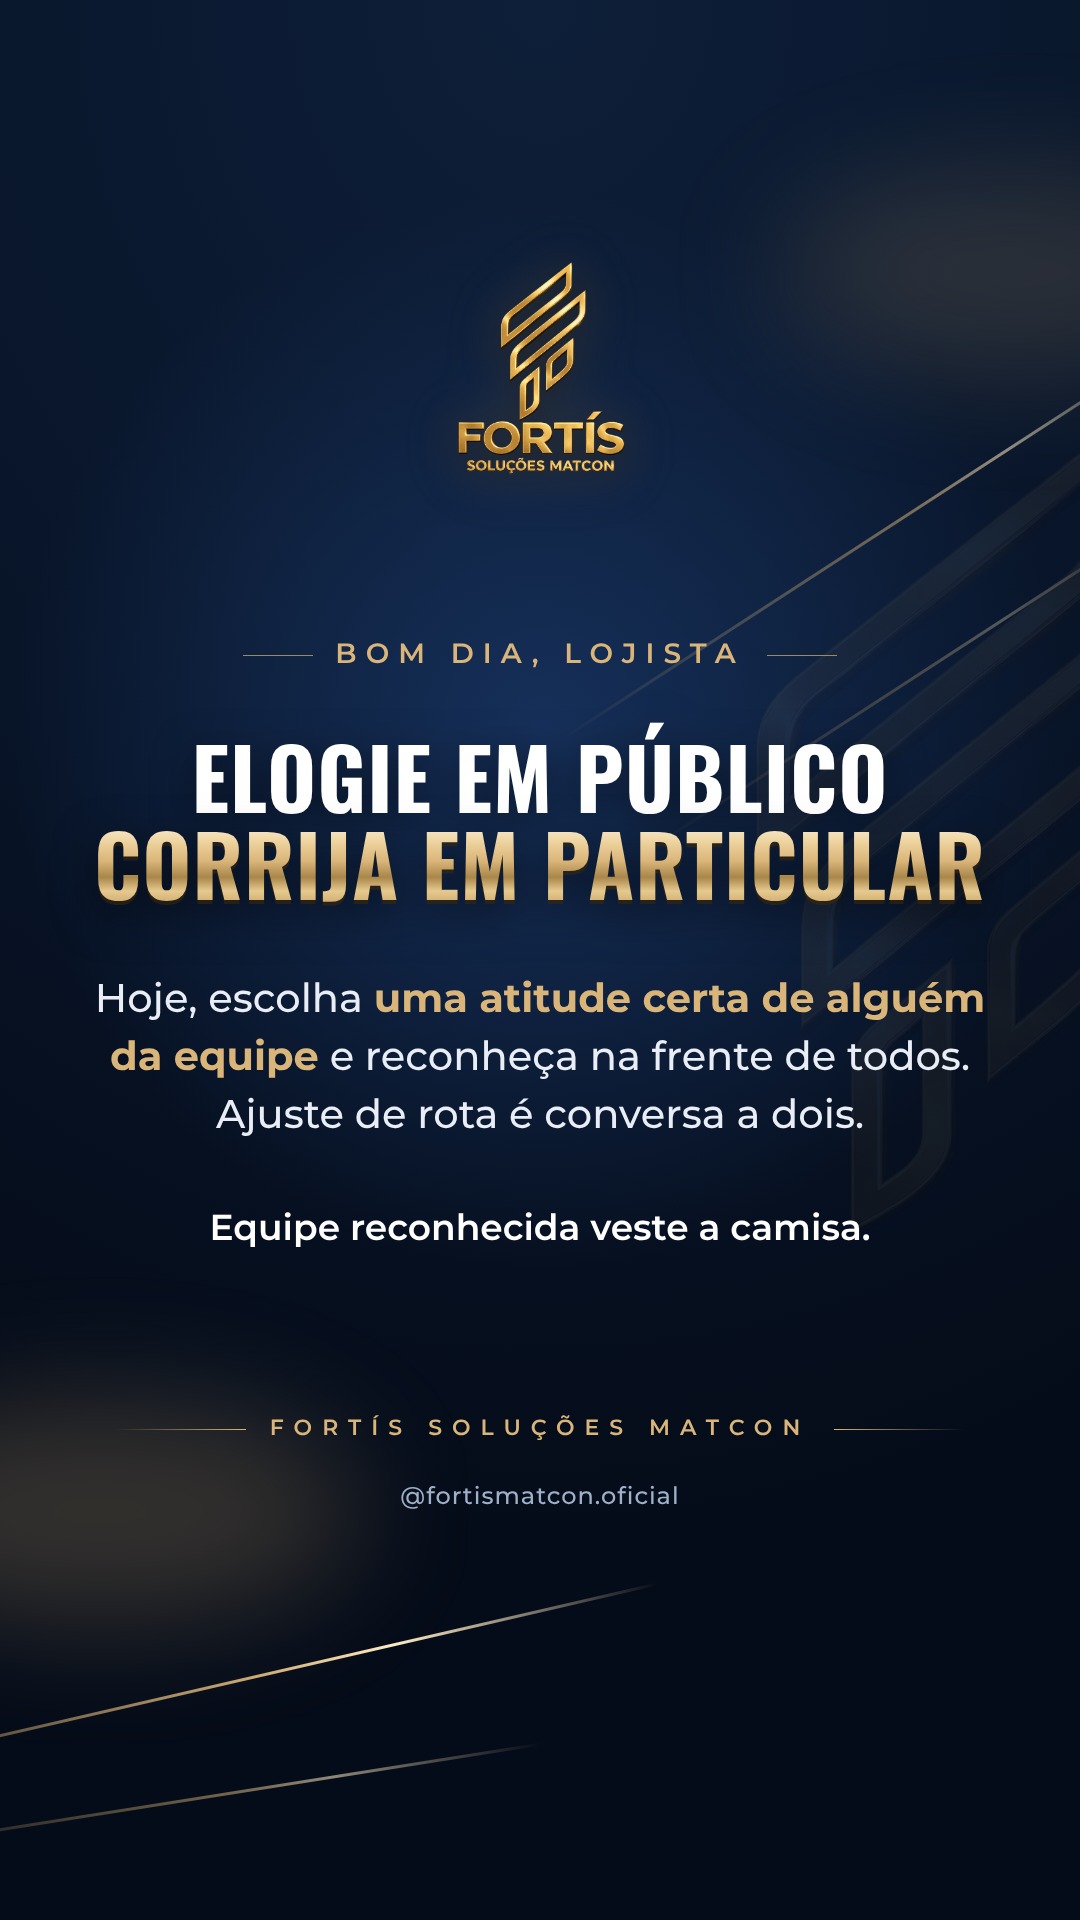 FORTÍS
SOLUÇÕES MATCON
BOM DIA, LOJISTA
ELOGIE EM PÚBLICO
CORRIJA EM PARTICULAR
Hoje, escolha uma atitude certa de alguém
da equipe e reconheça na frente de todos.
Ajuste de rota é conversa a dois.
Equipe reconhecida veste a camisa.
FORTÍS SOLUÇÕES MATCON
@fortismatcon.oficial